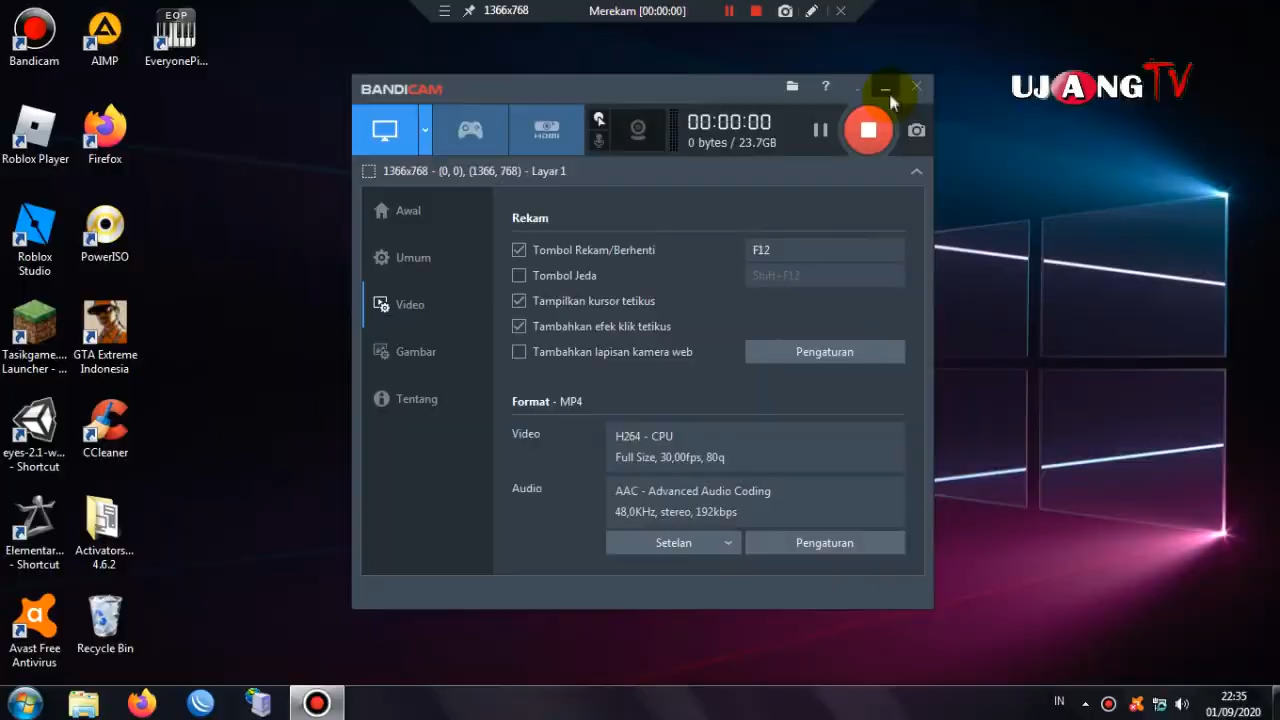 1366x768
Merekam [00:00:00]
Bandicam
AIMP
EOP
EveryonePi...
Roblox Player
Firefox
Roblox
Studio
PowerISO
Tasikgame....
Launcher - ...
GTA Extreme
Indonesia
eyes-2.1-w...
- Shortcut
CCleaner
Elementar...
- Shortcut
Activators...
4.6.2
Avast Free
Antivirus
Recycle Bin
UJANG TV
BANDICAM
?
HDMI
00:00:00
0 bytes / 23.7GB
1366x768 - (0, 0), (1366, 768) - Layar 1
Awal
Umum
Video
Gambar
Tentang
Rekam
Tombol Rekam/Berhenti
F12
Tombol Jeda
Shift+F12
Tampilkan kursor tetikus
Tambahkan efek klik tetikus
Tambahkan lapisan kamera web
Pengaturan
Format - MP4
Video
H264 - CPU
Full Size, 30,00fps, 80q
Audio
AAC - Advanced Audio Coding
48,0KHz, stereo, 192kbps
Setelan
Pengaturan
IN
22:35
01/09/2020